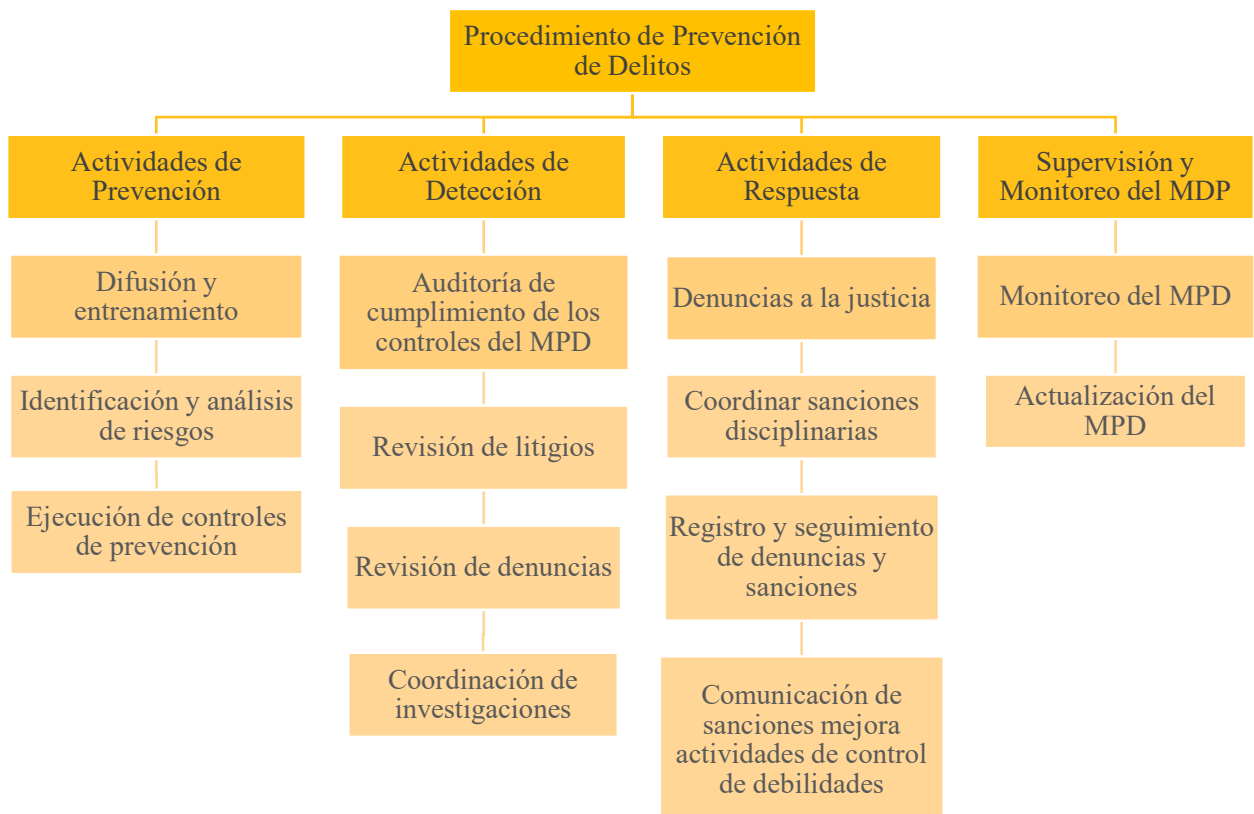 Procedimiento de Prevención
de Delitos
Actividades de
Prevención
Difusión y
entrenamiento
Identificación y análisis
de riesgos
Ejecución de controles
de prevención
Actividades de
Detección
Auditoría de
cumplimiento de los
controles del MPD
Revisión de litigios
Revisión de denuncias
Coordinación de
investigaciones
Actividades de
Respuesta
Denuncias a la justicia
Coordinar sanciones
disciplinarias
Registro y seguimiento
de denuncias y
sanciones
Comunicación de
sanciones mejora
actividades de control
de debilidades
Supervisión y
Monitoreo del MDP
Monitoreo del MPD
Actualización del
MPD